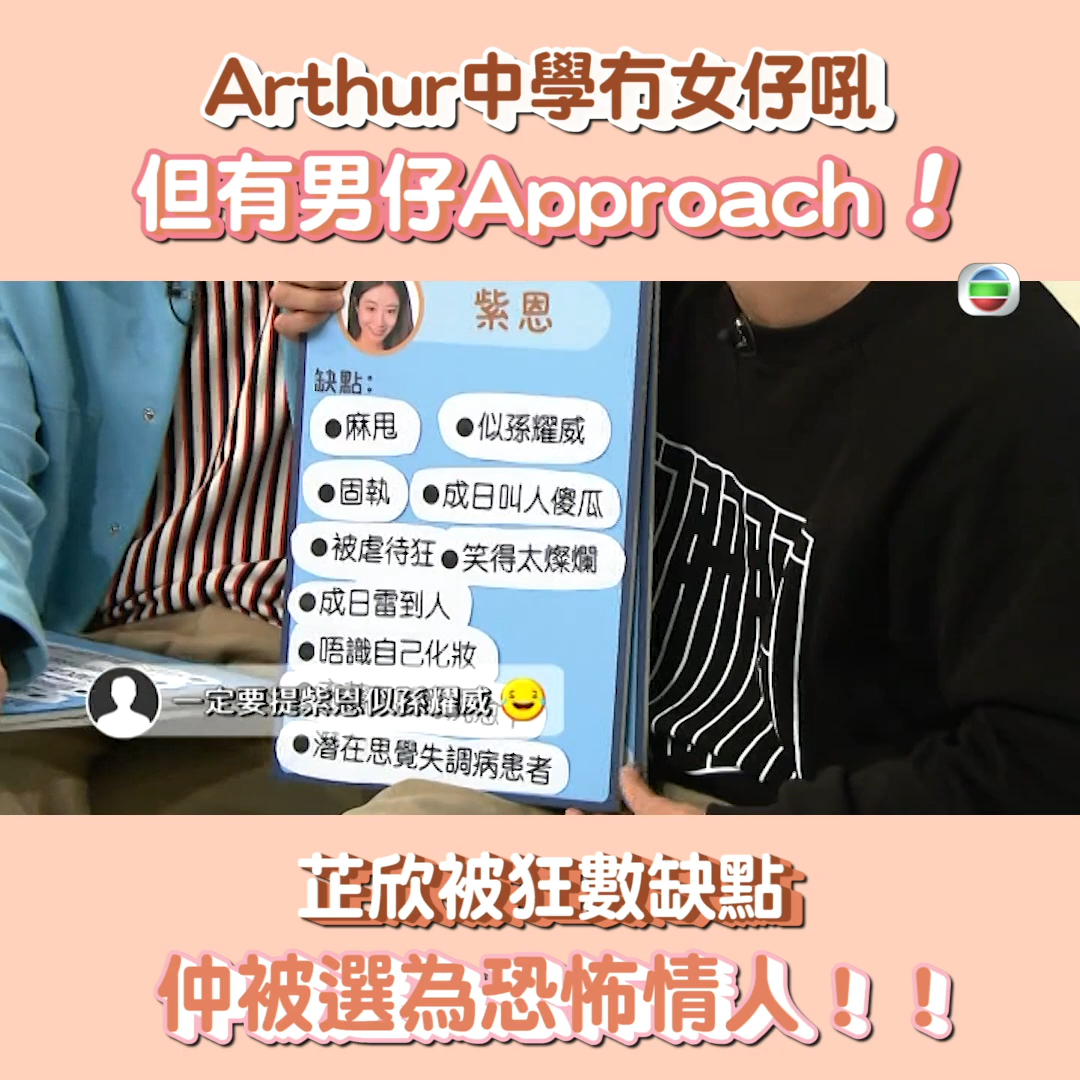 Arthur中學冇女仔吼
但有男仔Approach！
紫恩
缺點：
●麻甩 ●似孫耀威
●固執 ●成日叫人傻瓜
●被虐待狂 ●笑得太燦爛
●成日雷到人
●唔識自己化妝
一定要提紫恩似孫耀威
●潛在思覺失調病患者
芷欣被狂數缺點
仲被選為恐怖情人！！